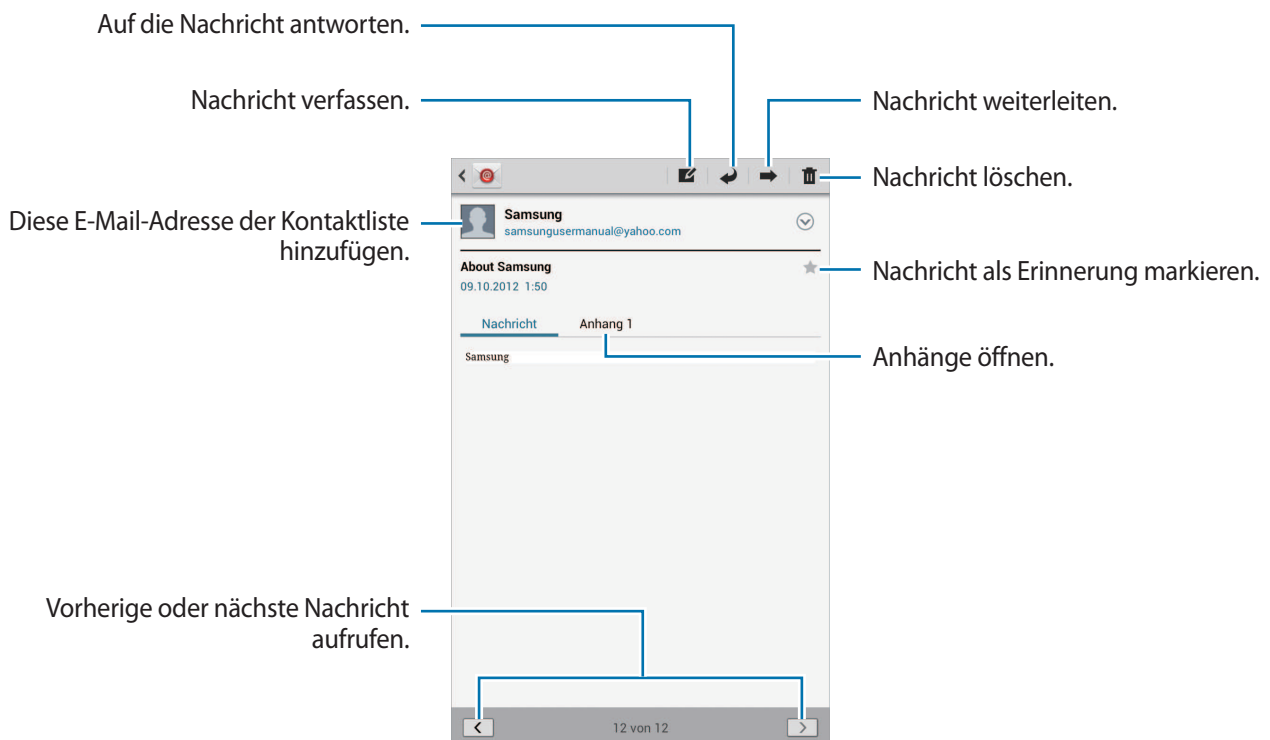 Auf die Nachricht antworten.
Nachricht verfassen.
Nachricht weiterleiten.
Nachricht löschen.
Diese E-Mail-Adresse der Kontaktliste
hinzufügen.
Samsung
samsungusermanual@yahoo.com
About Samsung
09.10.2012 1:50
Nachricht als Erinnerung markieren.
Nachricht
Anhang 1
Samsung
Anhänge öffnen.
Vorherige oder nächste Nachricht
aufrufen.
12 von 12